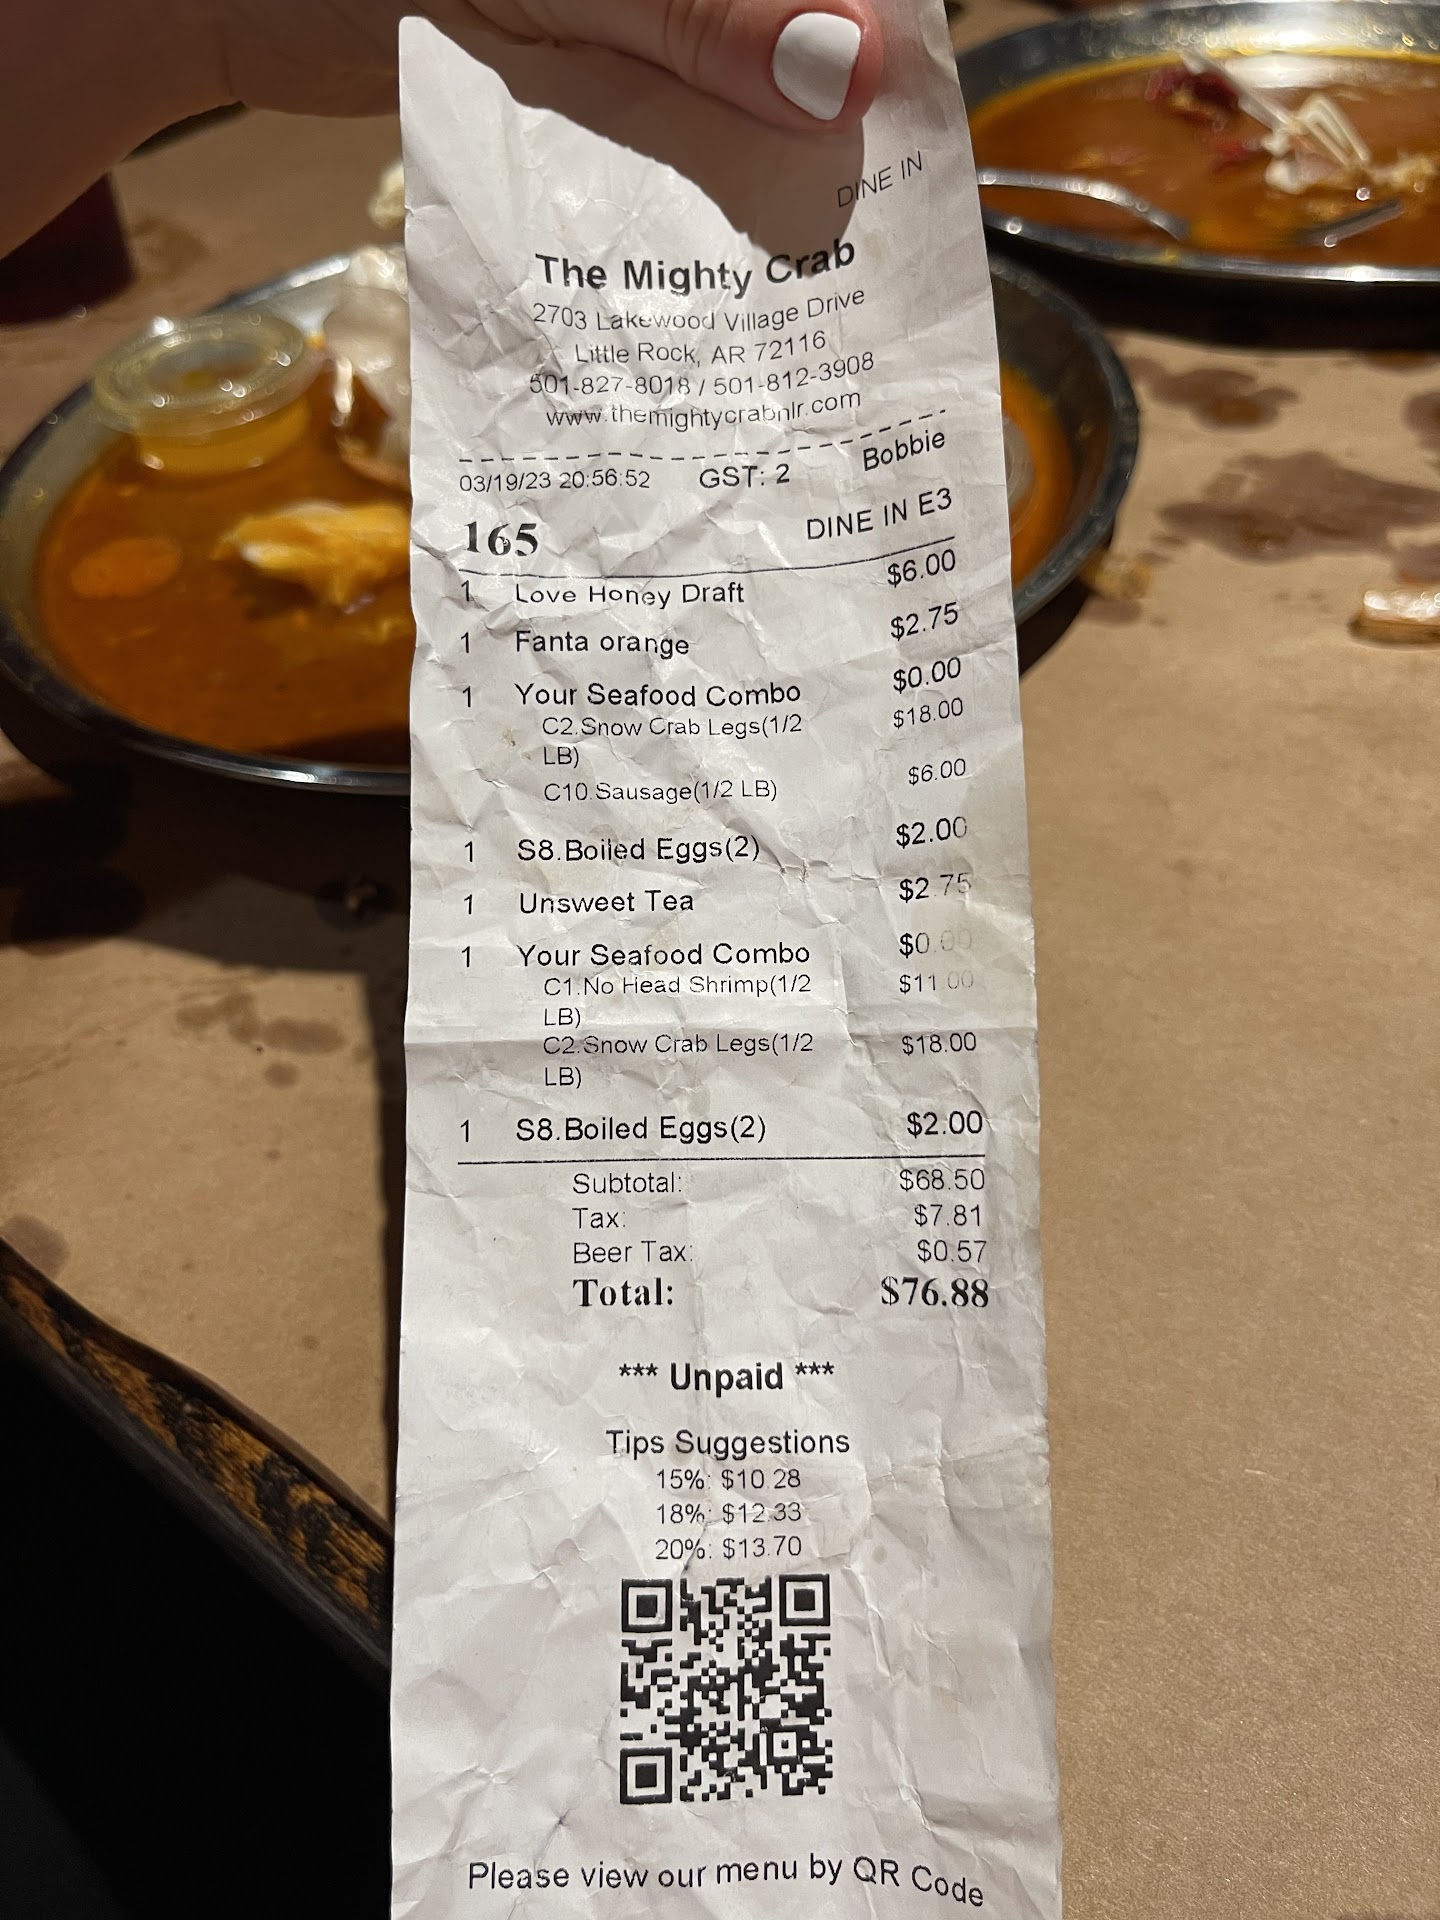 DINE IN
The Mighty Crab
2703 Lakewood Village Drive
Little Rock, AR 72116
501-827-8018 / 501-812-3908
www.themightycrabnlr.com
03/19/23 20:56:52 GST: 2 Bobbie
165 DINE IN E3
1 Love Honey Draft $6.00
1 Fanta orange $2.75
1 Your Seafood Combo $0.00
C2.Snow Crab Legs(1/2 $18.00
LB)
C10.Sausage(1/2 LB) $6.00
1 S8.Boiled Eggs(2) $2.00
1 Unsweet Tea $2.75
1 Your Seafood Combo $0.00
C1.No Head Shrimp(1/2 $11.00
LB)
C2.Snow Crab Legs(1/2 $18.00
LB)
1 S8.Boiled Eggs(2) $2.00
Subtotal: $68.50
Tax: $7.81
Beer Tax: $0.57
Total: $76.88
*** Unpaid ***
Tips Suggestions
15%: $10.28
18%: $12.33
20%: $13.70
Please view our menu by QR Code